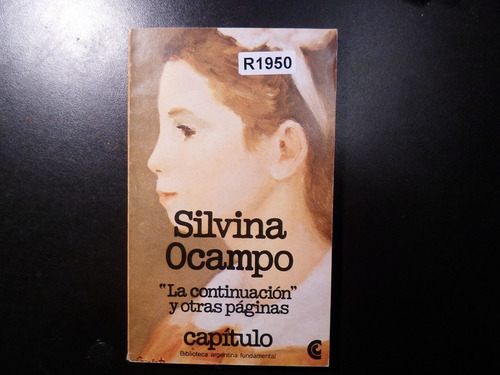 R1950
Silvina
Ocampo
"La continuación"
y otras páginas
capítulo
Biblioteca argentina fundamental